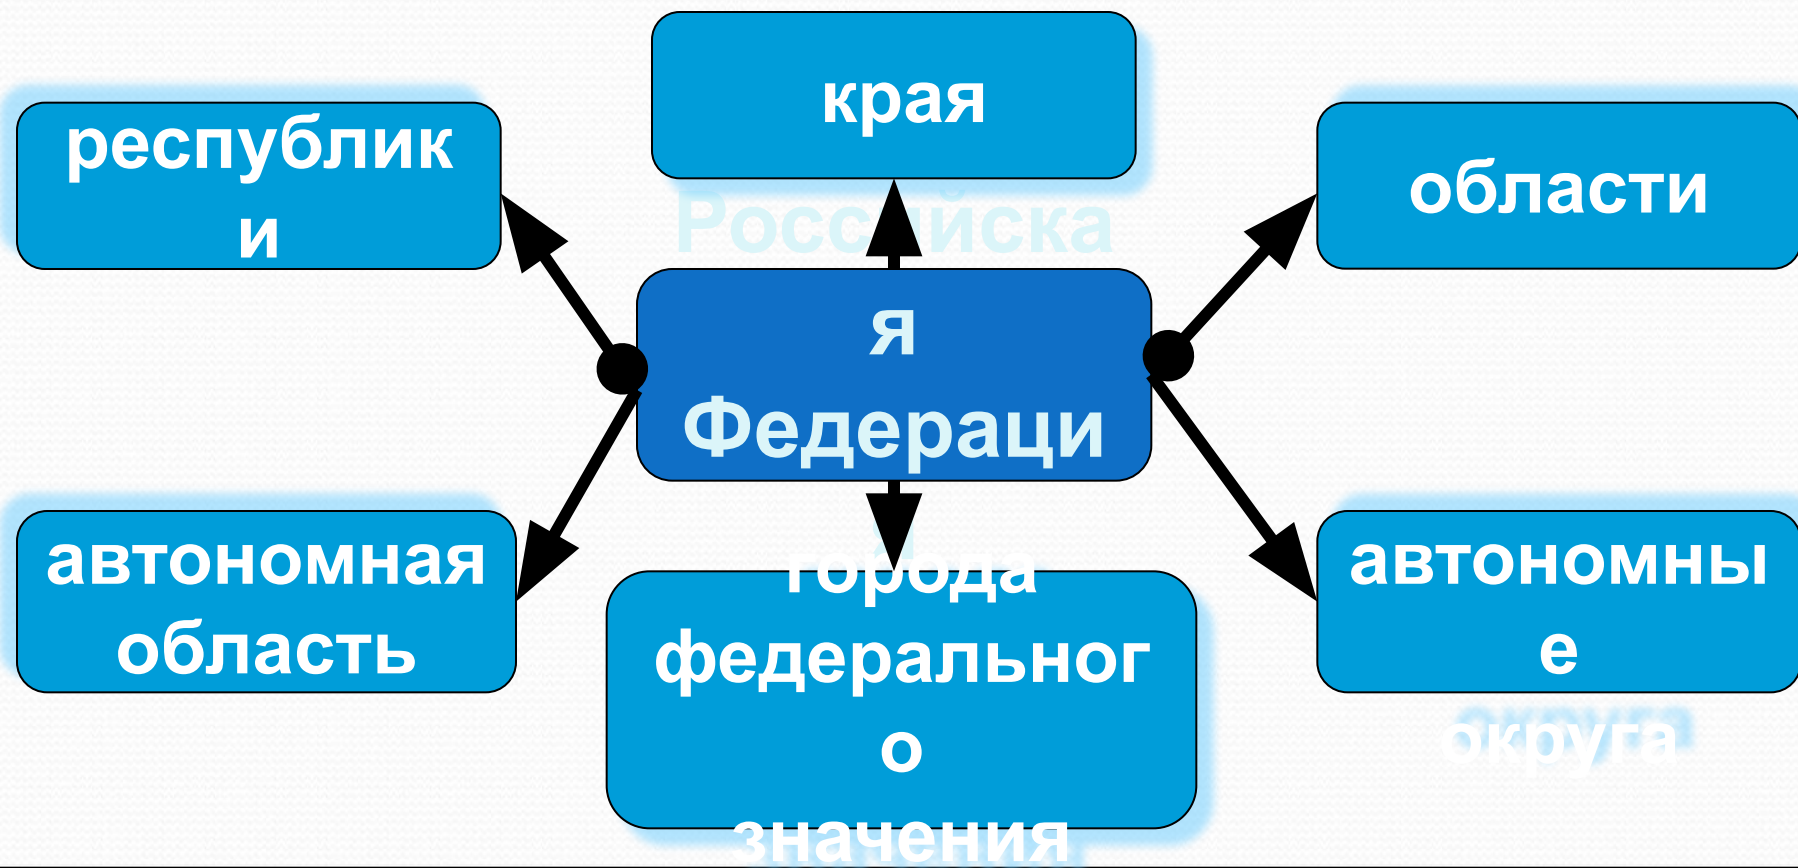 края
республик
и
области
Российска
я
Федераци
я
автономная
область
города
федеральног
о
значения
автономны
е
округа